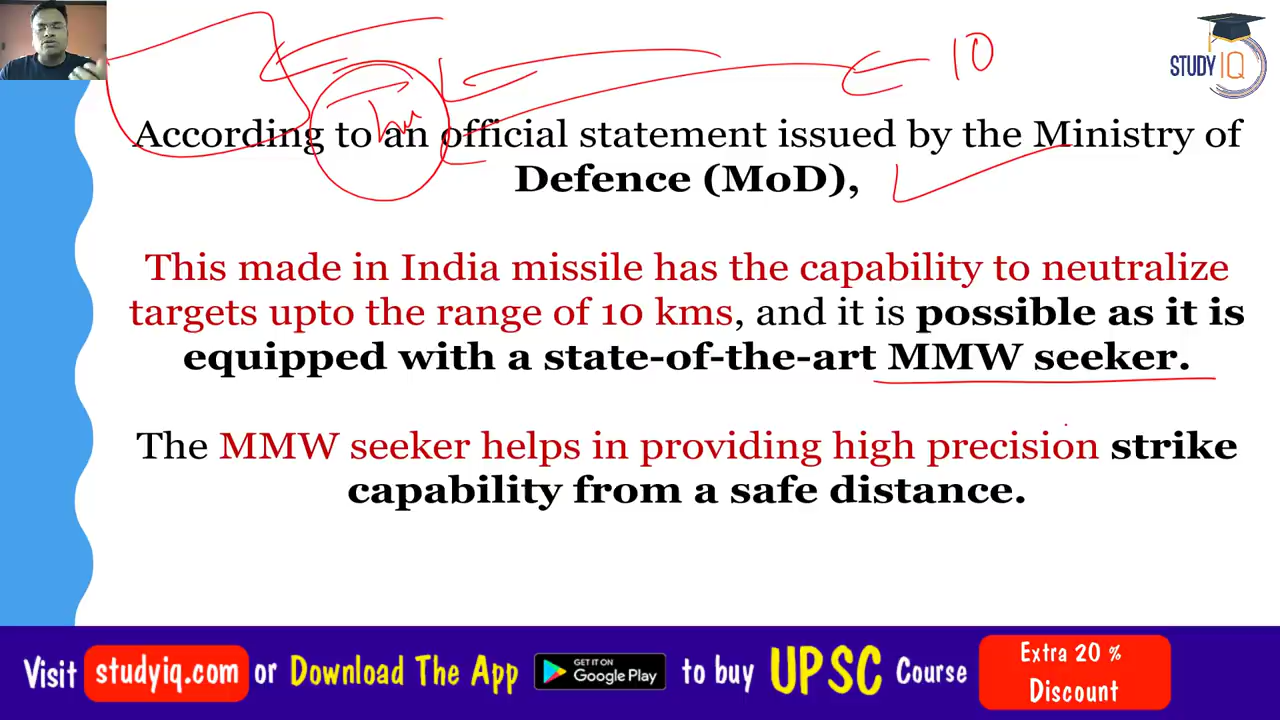 STUDY IQ
10
According to an official statement issued by the Ministry of
Defence (MoD),
This made in India missile has the capability to neutralize
targets upto the range of 10 kms, and it is possible as it is
equipped with a state-of-the-art MMW seeker.
The MMW seeker helps in providing high precision strike
capability from a safe distance.
Visit studyiq.com or Download The App GET IT ON Google Play to buy UPSC Course Extra 20 % Discount